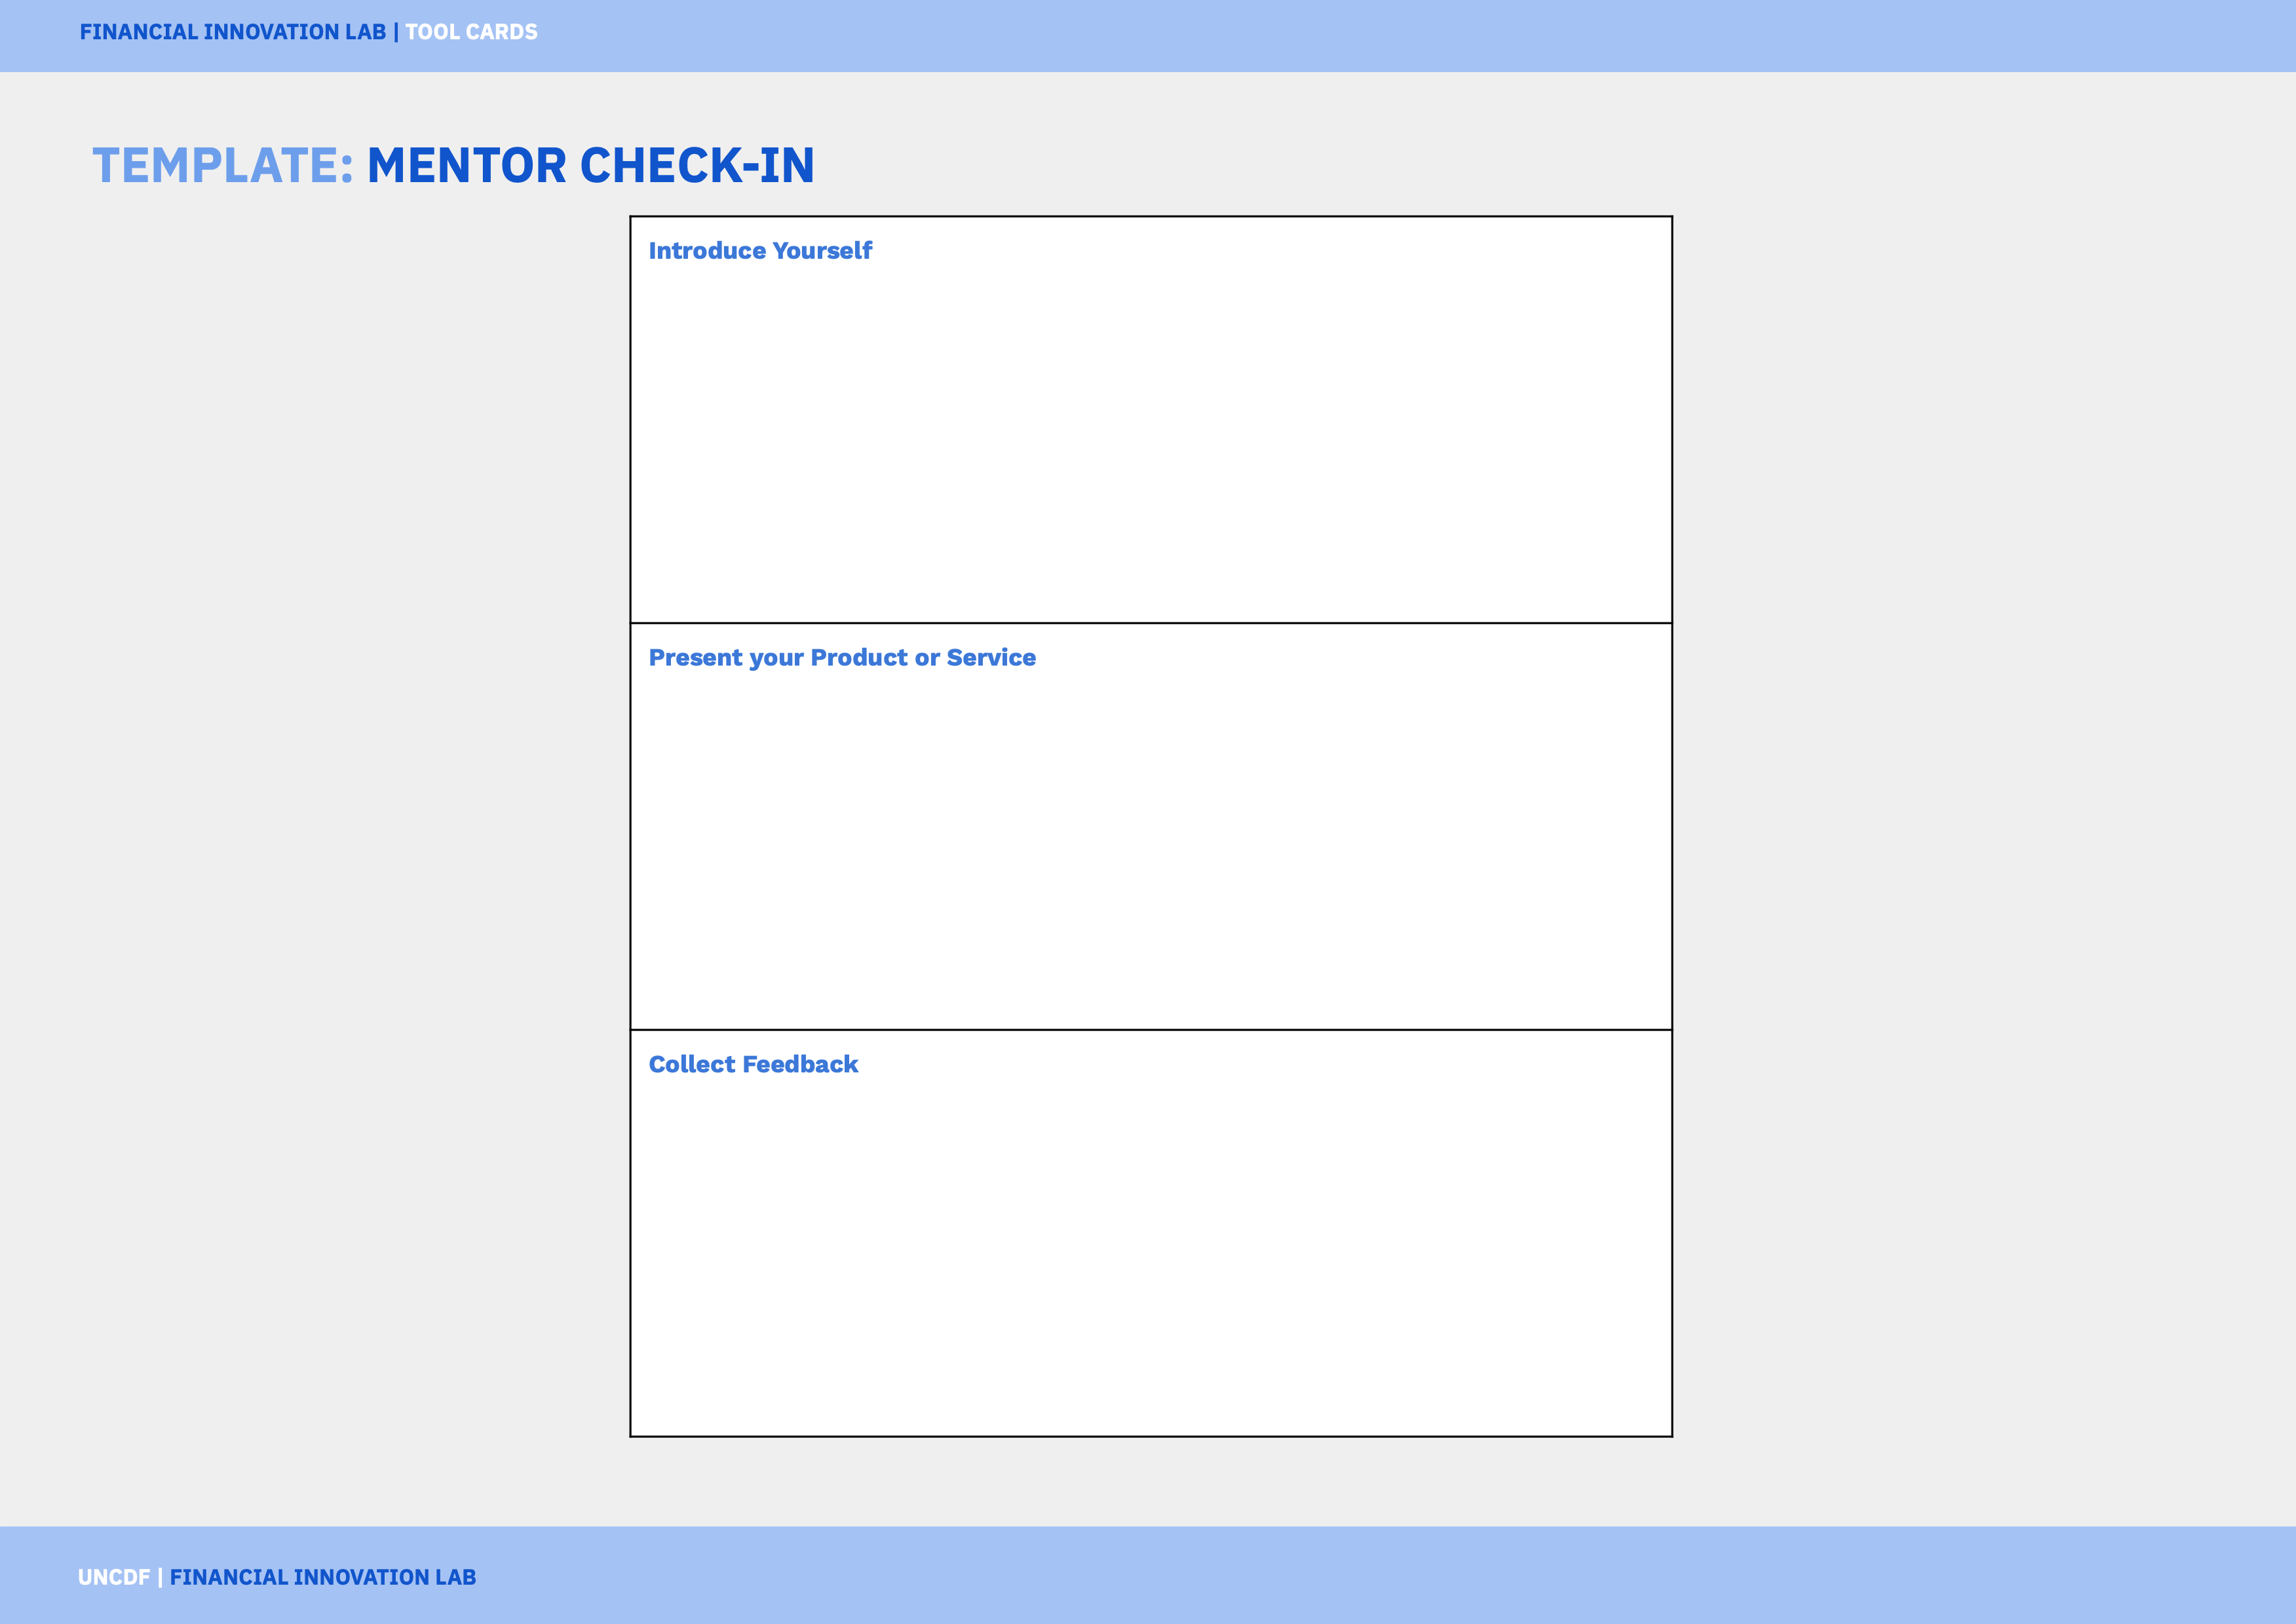 FINANCIAL INNOVATION LAB | TOOL CARDS
TEMPLATE: MENTOR CHECK-IN
Introduce Yourself
Present your Product or Service
Collect Feedback
UNCDF | FINANCIAL INNOVATION LAB